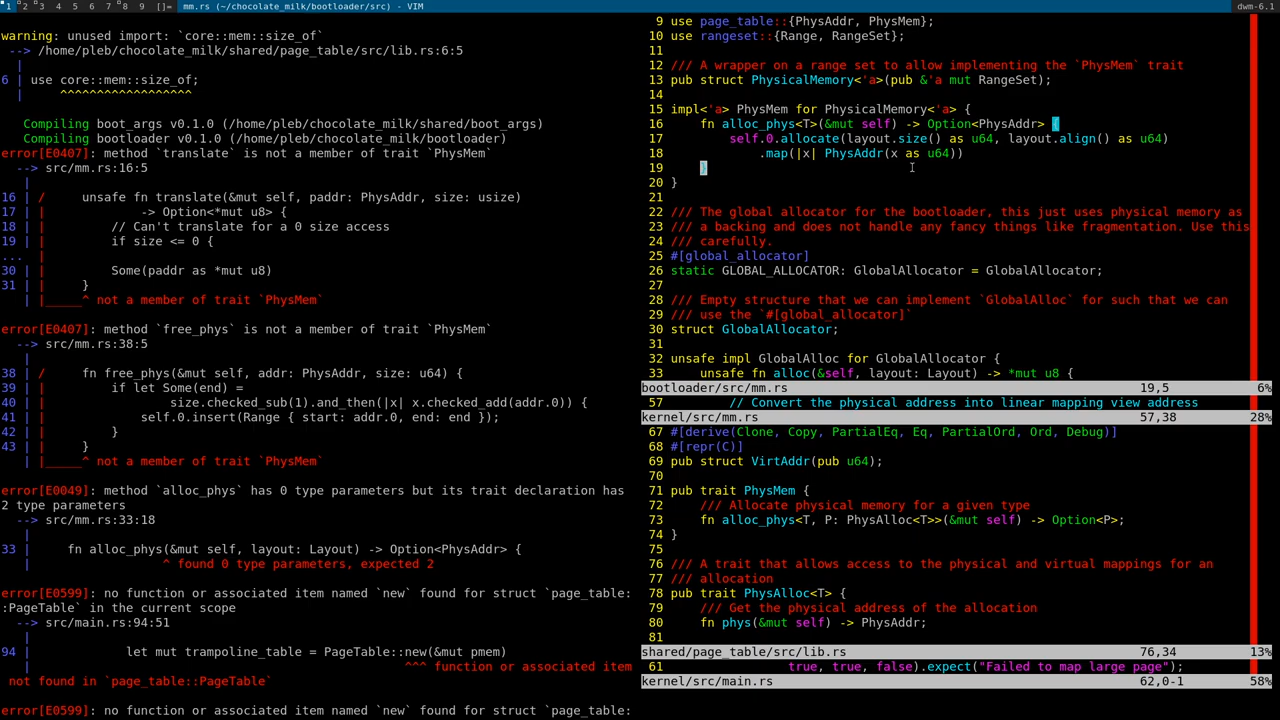 1 2 3 4 5 6 7 8 9 []= mm.rs (~/chocolate_milk/bootloader/src) - VIM dwm-6.1
warning: unused import: `core::mem::size_of`
--> /home/pleb/chocolate_milk/shared/page_table/src/lib.rs:6:5
|
6 | use core::mem::size_of;
| ^^^^^^^^^^^^^^^^^^
Compiling boot_args v0.1.0 (/home/pleb/chocolate_milk/shared/boot_args)
Compiling bootloader v0.1.0 (/home/pleb/chocolate_milk/bootloader)
error[E0407]: method `translate` is not a member of trait `PhysMem`
--> src/mm.rs:16:5
|
16 | / unsafe fn translate(&mut self, paddr: PhysAddr, size: usize)
17 | | -> Option<*mut u8> {
18 | | // Can't translate for a 0 size access
19 | | if size <= 0 {
... |
30 | | Some(paddr as *mut u8)
31 | | }
| |_____^ not a member of trait `PhysMem`
error[E0407]: method `free_phys` is not a member of trait `PhysMem`
--> src/mm.rs:38:5
|
38 | / fn free_phys(&mut self, addr: PhysAddr, size: u64) {
39 | | if let Some(end) =
40 | | size.checked_sub(1).and_then(|x| x.checked_add(addr.0)) {
41 | | self.0.insert(Range { start: addr.0, end: end });
42 | | }
43 | | }
| |_____^ not a member of trait `PhysMem`
error[E0049]: method `alloc_phys` has 0 type parameters but its trait declaration has
2 type parameters
--> src/mm.rs:33:18
|
33 | fn alloc_phys(&mut self, layout: Layout) -> Option<PhysAddr> {
| ^ found 0 type parameters, expected 2
error[E0599]: no function or associated item named `new` found for struct `page_table:
:PageTable` in the current scope
--> src/main.rs:94:51
|
94 | let mut trampoline_table = PageTable::new(&mut pmem)
| ^^^ function or associated item
not found in `page_table::PageTable`
error[E0599]: no function or associated item named `new` found for struct `page_table:
9 use page_table::{PhysAddr, PhysMem};
10 use rangeset::{Range, RangeSet};
11
12 /// A wrapper on a range set to allow implementing the `PhysMem` trait
13 pub struct PhysicalMemory<'a>(pub &'a mut RangeSet);
14
15 impl<'a> PhysMem for PhysicalMemory<'a> {
16 fn alloc_phys<T>(&mut self) -> Option<PhysAddr> {
17 self.0.allocate(layout.size() as u64, layout.align() as u64)
18 .map(|x| PhysAddr(x as u64))
19 }
20 }
21
22 /// The global allocator for the bootloader, this just uses physical memory as
23 /// a backing and does not handle any fancy things like fragmentation. Use this
24 /// carefully.
25 #[global_allocator]
26 static GLOBAL_ALLOCATOR: GlobalAllocator = GlobalAllocator;
27
28 /// Empty structure that we can implement `GlobalAlloc` for such that we can
29 /// use the `#[global_allocator]`
30 struct GlobalAllocator;
31
32 unsafe impl GlobalAlloc for GlobalAllocator {
33 unsafe fn alloc(&self, layout: Layout) -> *mut u8 {
bootloader/src/mm.rs 19,5 6%
57 // Convert the physical address into linear mapping view address
kernel/src/mm.rs 57,38 28%
67 #[derive(Clone, Copy, PartialEq, Eq, PartialOrd, Ord, Debug)]
68 #[repr(C)]
69 pub struct VirtAddr(pub u64);
70
71 pub trait PhysMem {
72 /// Allocate physical memory for a given type
73 fn alloc_phys<T, P: PhysAlloc<T>>(&mut self) -> Option<P>;
74 }
75
76 /// A trait that allows access to the physical and virtual mappings for an
77 /// allocation
78 pub trait PhysAlloc<T> {
79 /// Get the physical address of the allocation
80 fn phys(&mut self) -> PhysAddr;
81
shared/page_table/src/lib.rs 76,34 13%
61 true, true, false).expect("Failed to map large page");
kernel/src/main.rs 62,0-1 58%